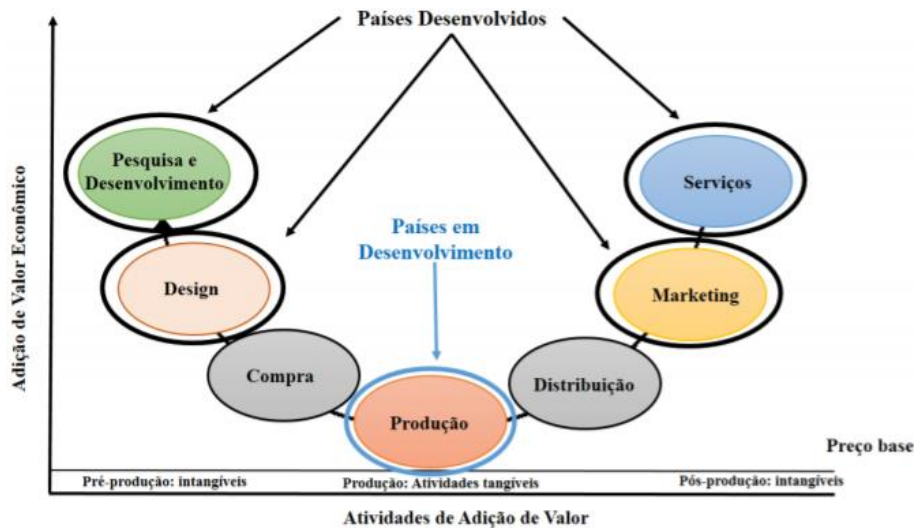 Países Desenvolvidos
Pesquisa e
Desenvolvimento
Serviços
Países em
Desenvolvimento
Design
Marketing
Compra
Distribuição
Produção
Preço base
Pré-produção: intangíveis
Produção: Atividades tangíveis
Pós-produção: intangíveis
Atividades de Adição de Valor
Adição de Valor Econômico